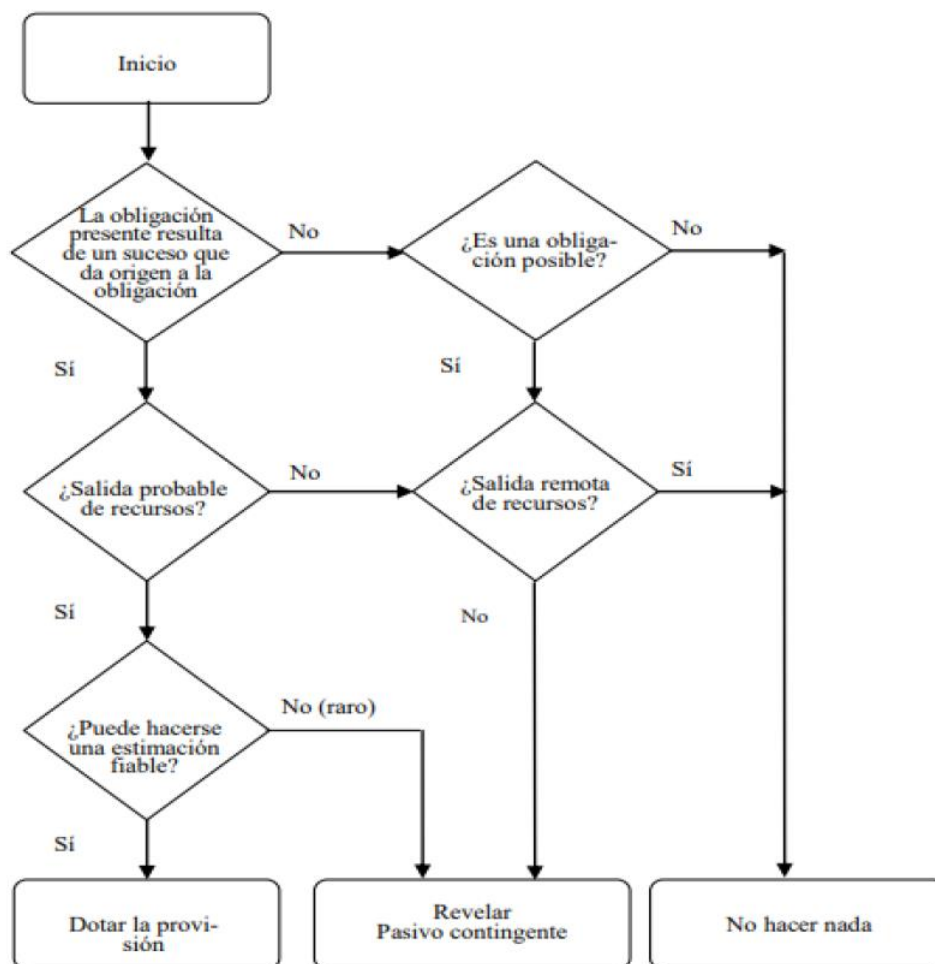 Inicio
La obligación
presente resulta
de un suceso que
da origen a la
obligación
No
¿Es una obliga-
ción posible?
No
Sí
Sí
¿Salida probable
de recursos?
No
¿Salida remota
de recursos?
Sí
Sí
No
¿Puede hacerse
una estimación
fiable?
No (raro)
Sí
Dotar la provi-
sión
Revelar
Pasivo contingente
No hacer nada